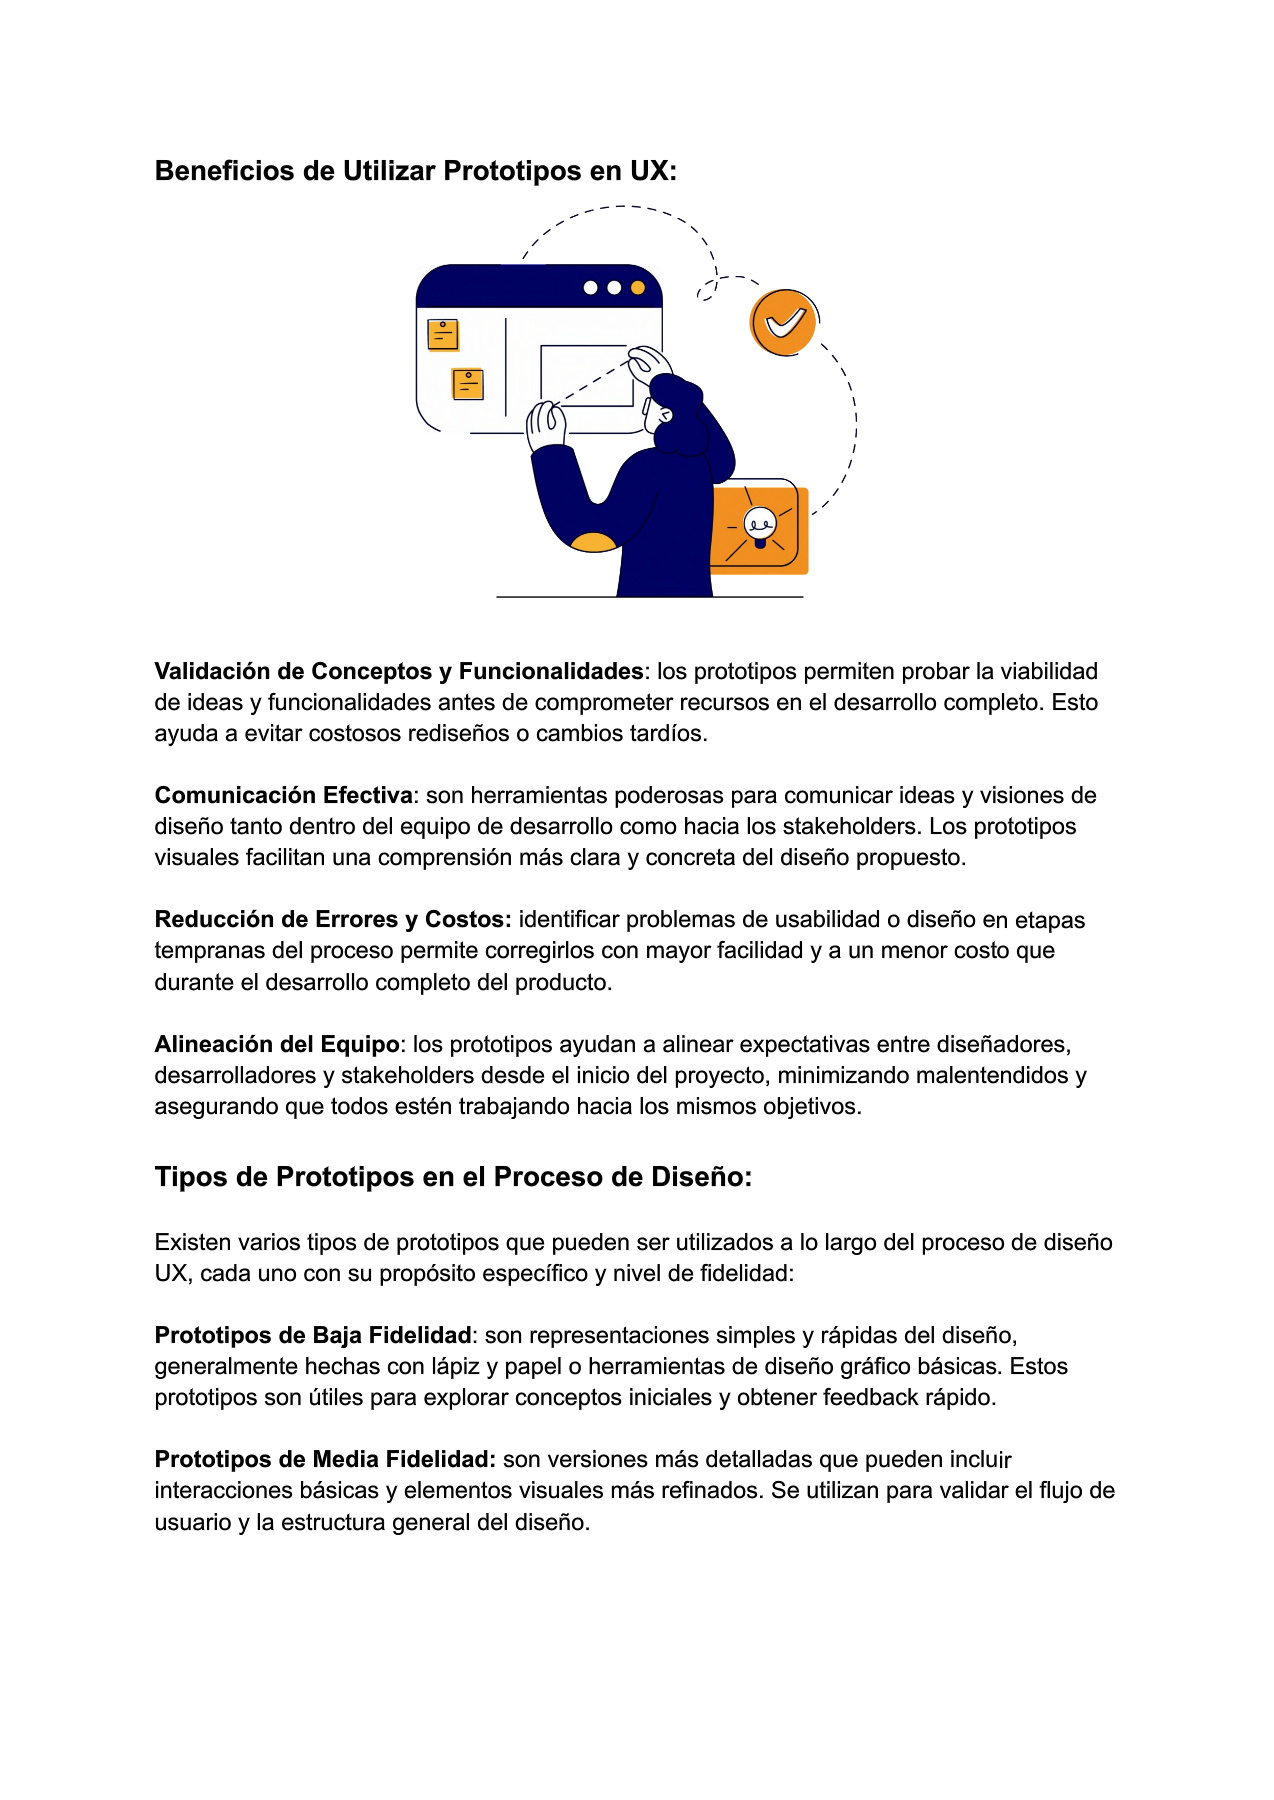 Beneficios de Utilizar Prototipos en UX:
Validación de Conceptos y Funcionalidades: los prototipos permiten probar la viabilidad
de ideas y funcionalidades antes de comprometer recursos en el desarrollo completo. Esto
ayuda a evitar costosos rediseños o cambios tardíos.
Comunicación Efectiva: son herramientas poderosas para comunicar ideas y visiones de
diseño tanto dentro del equipo de desarrollo como hacia los stakeholders. Los prototipos
visuales facilitan una comprensión más clara y concreta del diseño propuesto.
Reducción de Errores y Costos: identificar problemas de usabilidad o diseño en etapas
tempranas del proceso permite corregirlos con mayor facilidad y a un menor costo que
durante el desarrollo completo del producto.
Alineación del Equipo: los prototipos ayudan a alinear expectativas entre diseñadores,
desarrolladores y stakeholders desde el inicio del proyecto, minimizando malentendidos y
asegurando que todos estén trabajando hacia los mismos objetivos.
Tipos de Prototipos en el Proceso de Diseño:
Existen varios tipos de prototipos que pueden ser utilizados a lo largo del proceso de diseño
UX, cada uno con su propósito específico y nivel de fidelidad:
Prototipos de Baja Fidelidad: son representaciones simples y rápidas del diseño,
generalmente hechas con lápiz y papel o herramientas de diseño gráfico básicas. Estos
prototipos son útiles para explorar conceptos iniciales y obtener feedback rápido.
Prototipos de Media Fidelidad: son versiones más detalladas que pueden incluir
interacciones básicas y elementos visuales más refinados. Se utilizan para validar el flujo de
usuario y la estructura general del diseño.